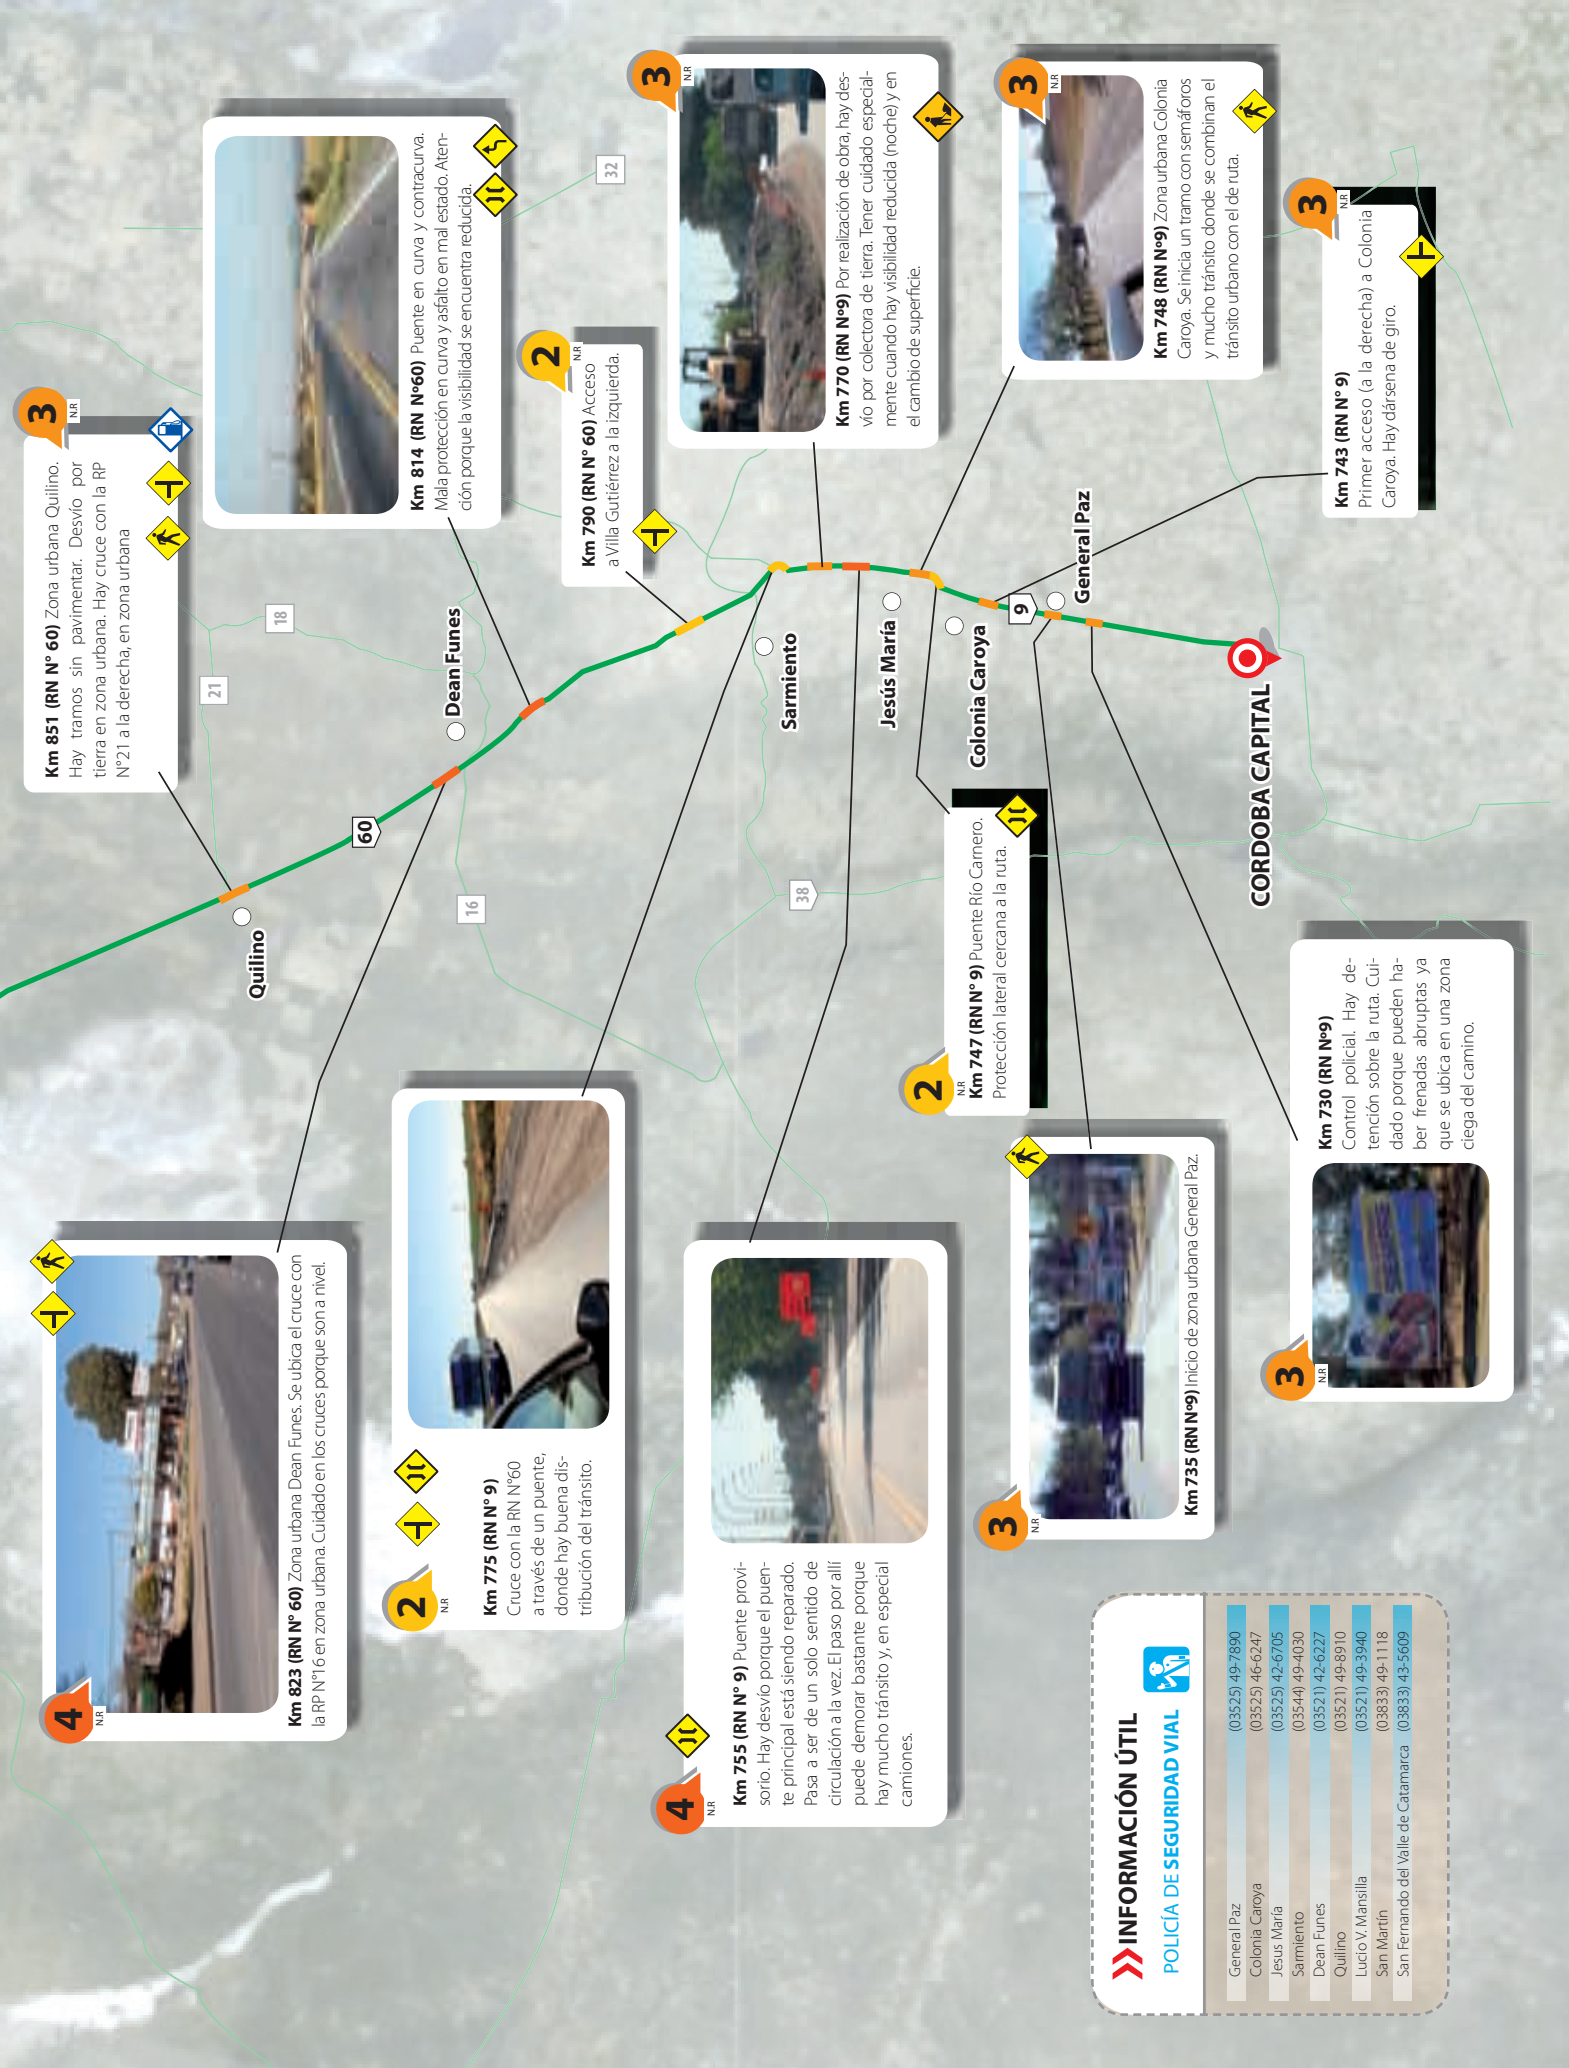 4
N.R
Km 823 (RN N° 60) Zona urbana Dean Funes. Se ubica el cruce con
la RP N°16 en zona urbana. Cuidado en los cruces porque son a nivel.
3
N.R
Km 851 (RN N° 60) Zona urbana Quilino.
Hay tramos sin pavimentar. Desvío por
tierra en zona urbana. Hay cruce con la RP
N°21 a la derecha, en zona urbana
Km 814 (RN Nº60) Puente en curva y contracurva.
Mala protección en curva y asfalto en mal estado. Aten-
ción porque la visibilidad se encuentra reducida.
2
N.R
Km 775 (RN N° 9)
Cruce con la RN N°60
a través de un puente,
donde hay buena dis-
tribución del tránsito.
2
N.R
Km 790 (RN N° 60) Acceso
a Villa Gutiérrez a la izquierda.
4
N.R
Km 755 (RN N° 9) Puente provi-
sorio. Hay desvío porque el puen-
te principal está siendo reparado.
Pasa a ser de un solo sentido de
circulación a la vez. El paso por allí
puede demorar bastante porque
hay mucho tránsito y, en especial
camiones.
3
N.R
Km 770 (RN Nº9) Por realización de obra, hay des-
vío por colectora de tierra. Tener cuidado especial-
mente cuando hay visibilidad reducida (noche) y en
el cambio de superficie.
2
N.R
Km 747 (RN N° 9) Puente Río Carnero.
Protección lateral cercana a la ruta.
3
N.R
Km 748 (RN Nº9) Zona urbana Colonia
Caroya. Se inicia un tramo con semáforos
y mucho tránsito donde se combinan el
tránsito urbano con el de ruta.
3
N.R
Km 735 (RN Nº9) Inicio de zona urbana General Paz.
3
N.R
Km 743 (RN N° 9)
Primer acceso (a la derecha) a Colonia
Caroya. Hay dársena de giro.
3
N.R
Km 730 (RN Nº9)
Control policial. Hay de-
tención sobre la ruta. Cui-
dado porque pueden ha-
ber frenadas abruptas ya
que se ubica en una zona
ciega del camino.
Quilino
60
21
18
Dean Funes
16
32
Sarmiento
38
Jesús María
Colonia Caroya
9
General Paz
CORDOBA CAPITAL
INFORMACIÓN ÚTIL
POLICÍA DE SEGURIDAD VIAL
General Paz (03525) 49-7890
Colonia Caroya (03525) 46-6247
Jesus María (03525) 42-6705
Sarmiento (03544) 49-4030
Dean Funes (03521) 42-6227
Quilino (03521) 49-8910
Lucio V. Mansilla (03521) 49-3940
San Martín (03833) 49-1118
San Fernando del Valle de Catamarca (03833) 43-5609